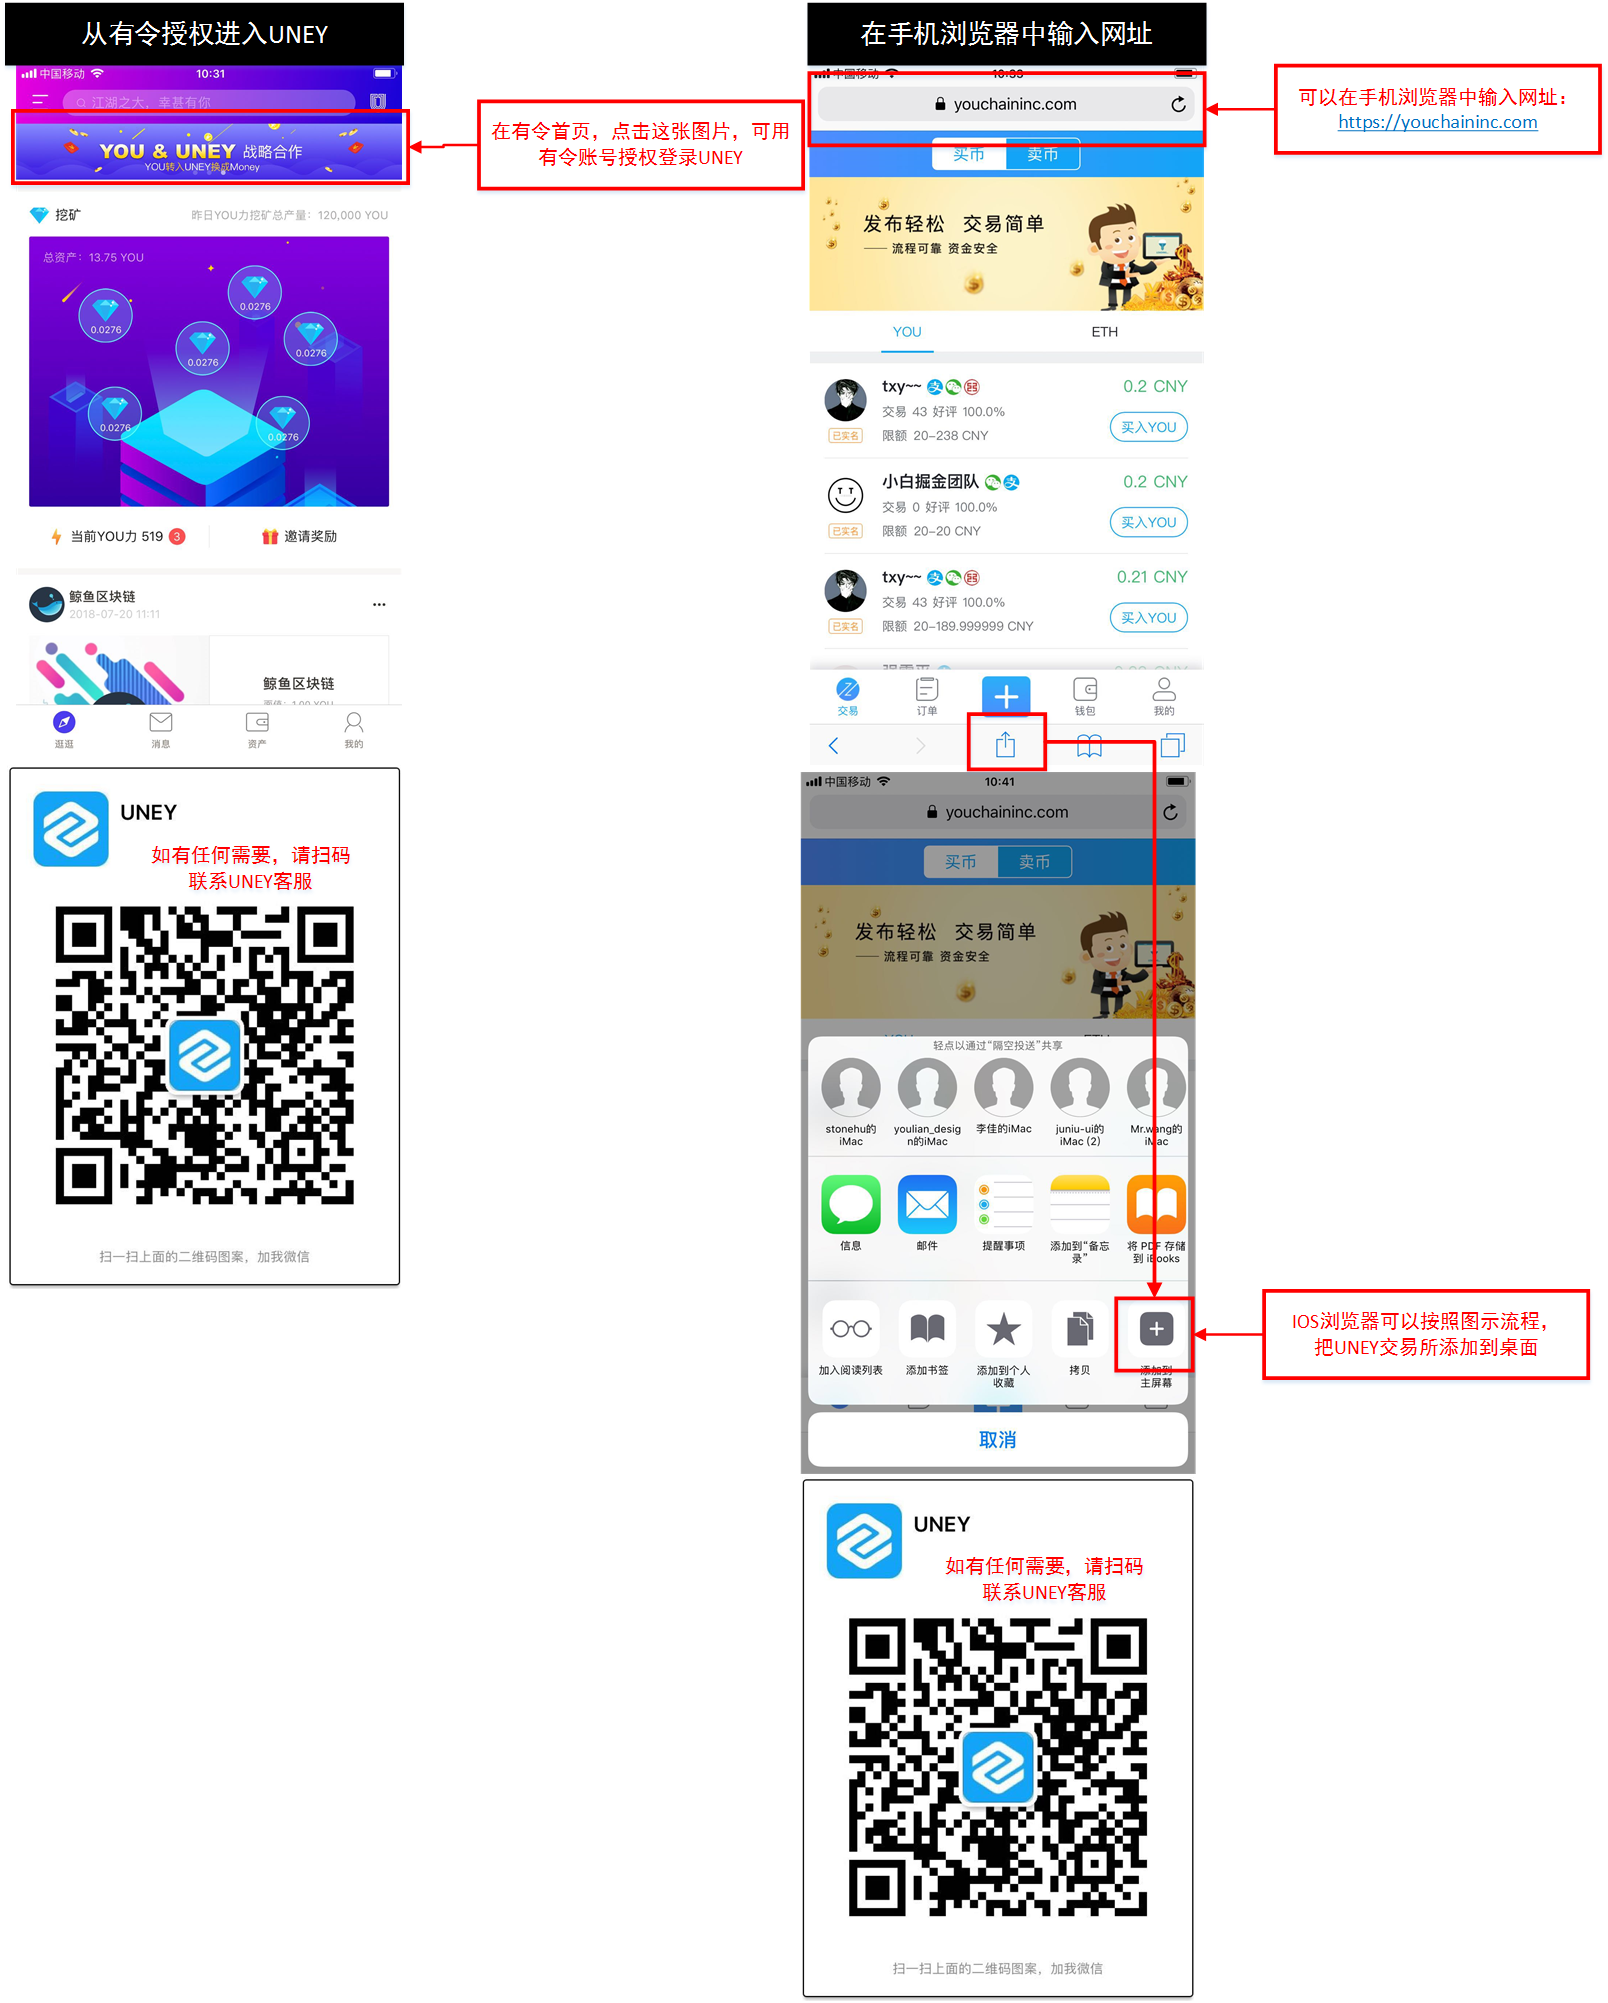 从有令授权进入UNEY
中国移动
10:31
江湖之大，幸甚有你
YOU & UNEY 战略合作
YOU转入UNEY换成Money
在有令首页，点击这张图片，可用
有令账号授权登录UNEY
挖矿
昨日YOU力挖矿总产量：120,000 YOU
总资产：13.75 YOU
0.0276
0.0276
0.0276
0.0276
0.0276
0.0276
当前YOU力 519
3
邀请奖励
鲸鱼区块链
2018-07-20 11:11
鲸鱼区块链
面值：1.00 YOU
逛逛
消息
资产
我的
UNEY
如有任何需要，请扫码
联系UNEY客服
扫一扫上面的二维码图案，加我微信
在手机浏览器中输入网址
中国移动
youchaininc.com
可以在手机浏览器中输入网址：
https://youchaininc.com
买币
卖币
发布轻松 交易简单
—— 流程可靠 资金安全
YOU
ETH
txy~~
0.2 CNY
交易 43 好评 100.0%
已实名
限额 20-238 CNY
买入YOU
小白掘金团队
0.2 CNY
交易 0 好评 100.0%
已实名
限额 20-20 CNY
买入YOU
txy~~
0.21 CNY
交易 43 好评 100.0%
已实名
限额 20-189.999999 CNY
买入YOU
交易
订单
钱包
我的
中国移动
10:41
youchaininc.com
买币
卖币
发布轻松 交易简单
—— 流程可靠 资金安全
轻点以通过“隔空投送”共享
stonehu的
iMac
youlian_desig
n的iMac
李佳的iMac
juniu-ui的
iMac (2)
Mr.wang的
iMac
信息
邮件
提醒事项
添加到“备忘
录”
将 PDF 存储
到 iBooks
加入阅读列表
添加书签
添加到个人
收藏
拷贝
添加到
主屏幕
IOS浏览器可以按照图示流程，
把UNEY交易所添加到桌面
取消
UNEY
如有任何需要，请扫码
联系UNEY客服
扫一扫上面的二维码图案，加我微信